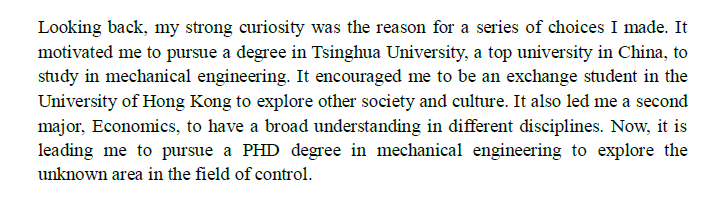 Looking back, my strong curiosity was the reason for a series of choices I made. It
motivated me to pursue a degree in Tsinghua University, a top university in China, to
study in mechanical engineering. It encouraged me to be an exchange student in the
University of Hong Kong to explore other society and culture. It also led me a second
major, Economics, to have a broad understanding in different disciplines. Now, it is
leading me to pursue a PHD degree in mechanical engineering to explore the
unknown area in the field of control.